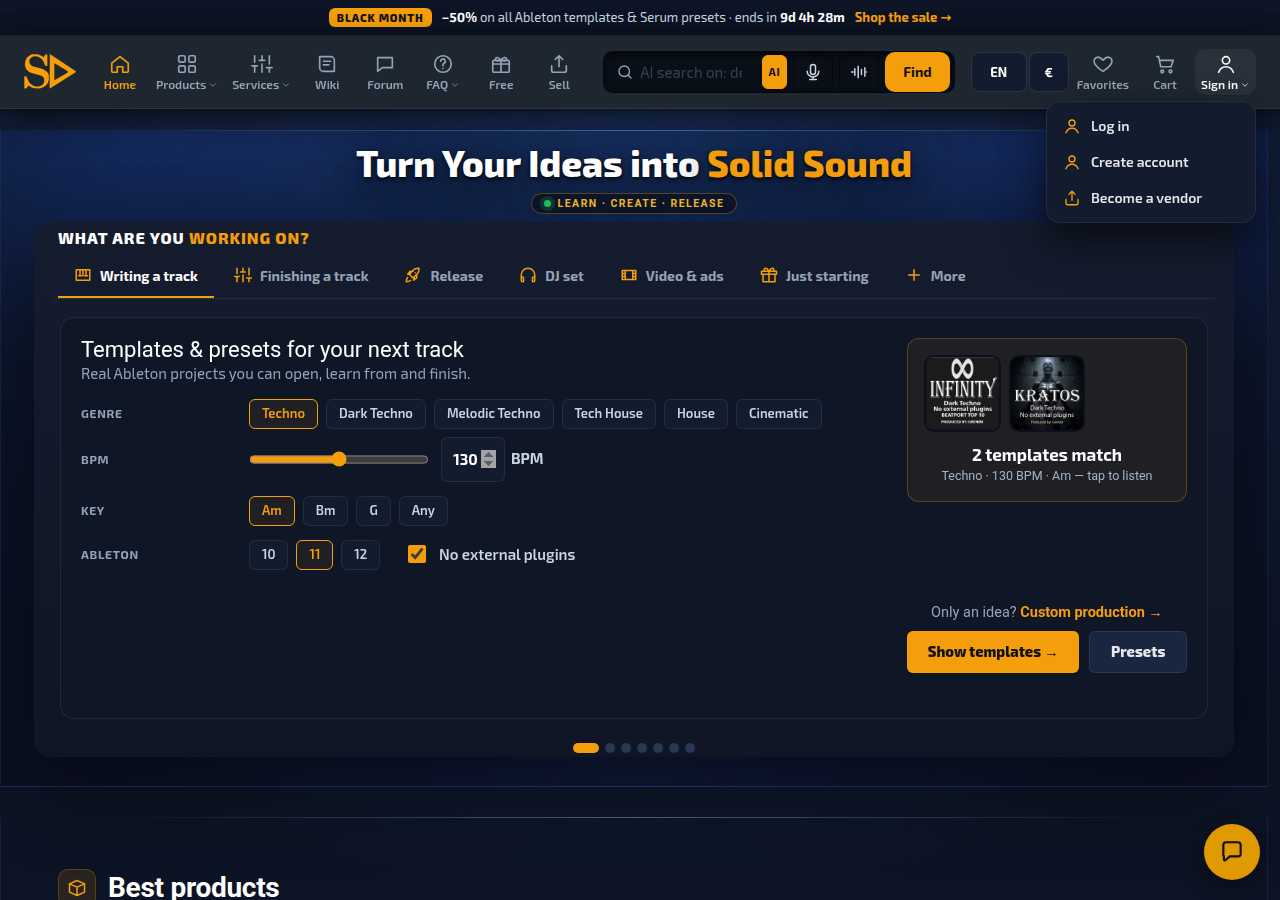 BLACK MONTH −50% on all Ableton templates & Serum presets · ends in 9d 4h 28m Shop the sale →
Home Products Services Wiki Forum FAQ Free Sell
AI search on: dr AI Find EN € Favorites Cart Sign in
Log in
Create account
Become a vendor
Turn Your Ideas into Solid Sound
LEARN · CREATE · RELEASE
WHAT ARE YOU WORKING ON?
Writing a track Finishing a track Release DJ set Video & ads Just starting More
Templates & presets for your next track
Real Ableton projects you can open, learn from and finish.
GENRE Techno Dark Techno Melodic Techno Tech House House Cinematic
BPM 130 BPM
KEY Am Bm G Any
ABLETON 10 11 12 No external plugins
INFINITY
Dark Techno
No external plugins
BEATPORT TOP 10
KRATOS
Dark Techno
No external plugins
2 templates match
Techno · 130 BPM · Am — tap to listen
Only an idea? Custom production →
Show templates → Presets
Best products